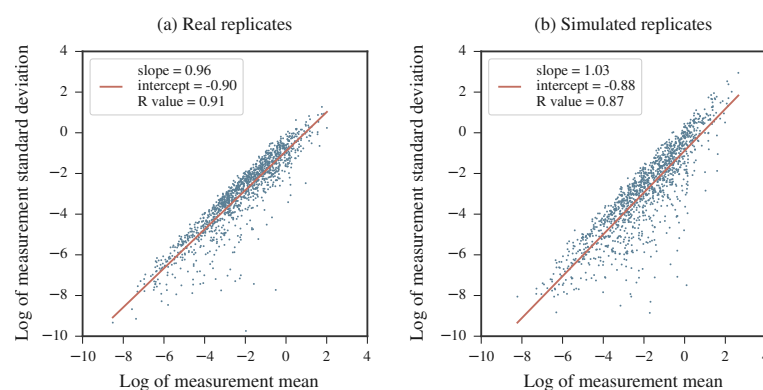 (a) Real replicates
4
2
0
−2
−4
−6
−8
−10
−10
−8
−6
−4
−2
0
2
4
slope = 0.96
intercept = -0.90
R value = 0.91
Log of measurement standard deviation
Log of measurement mean
(b) Simulated replicates
4
2
0
−2
−4
−6
−8
−10
−10
−8
−6
−4
−2
0
2
4
slope = 1.03
intercept = -0.88
R value = 0.87
Log of measurement standard deviation
Log of measurement mean